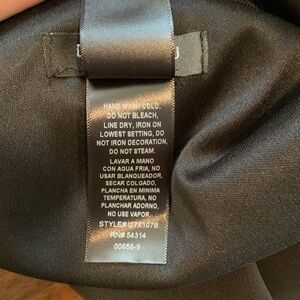 HAND WASH COLD,
DO NOT BLEACH,
LINE DRY, IRON ON
LOWEST SETTING, DO
NOT IRON DECORATION,
DO NOT STEAM
LAVAR A MANO
CON AGUA FRIA, NO
USAR BLANQUEADOR,
SECAR COLGADO,
PLANCHA EN MINIMA
TEMPERATURA, NO
PLANCHAR ADORNO,
NO USE VAPOR
STYLE# I27X107B
RN# 54314
00656-9